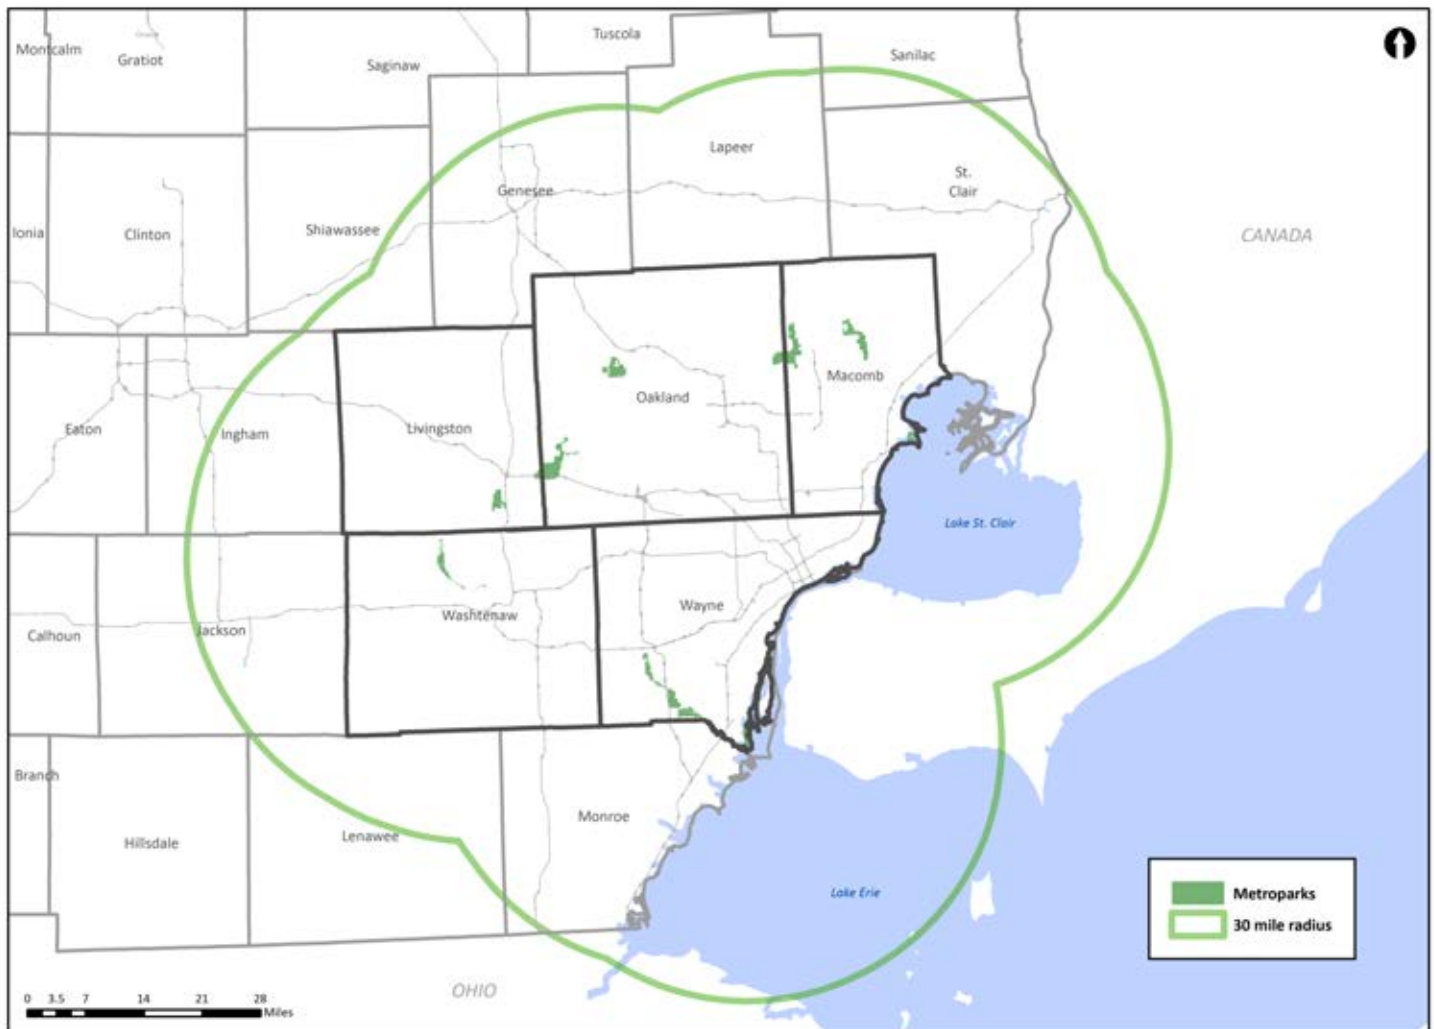 Tuscola
Montcalm
Gratiot
Saginaw
Sanilac
Lapeer
St.
Clair
Genesee
Ionia
Clinton
Shiawassee
CANADA
Macomb
Oakland
Eaton
Ingham
Livingston
Lake St. Clair
Wayne
Washtenaw
Calhoun
Jackson
Branch
Monroe
Hillsdale
Lenawee
Lake Erie
Metroparks
30 mile radius
OHIO
0 3.5 7 14 21 28
Miles